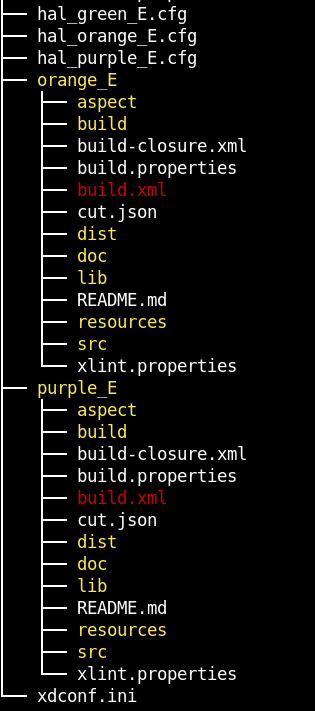 hal_green_E.cfg
hal_orange_E.cfg
hal_purple_E.cfg
orange_E
aspect
build
build-closure.xml
build.properties
build.xml
cut.json
dist
doc
lib
README.md
resources
src
xlint.properties
purple_E
aspect
build
build-closure.xml
build.properties
build.xml
cut.json
dist
doc
lib
README.md
resources
src
xlint.properties
xdconf.ini